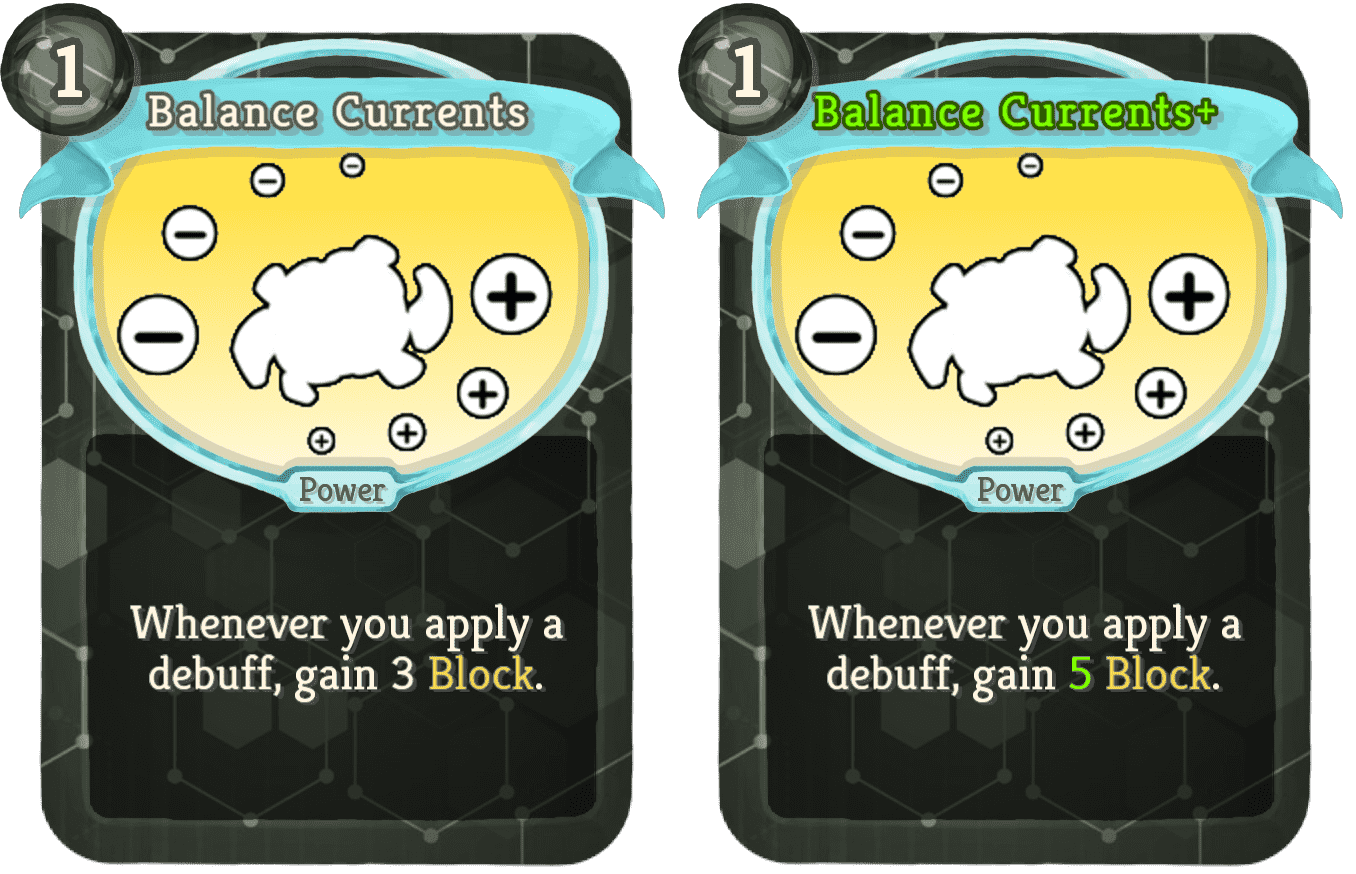 1
Balance Currents
Power
Whenever you apply a
debuff, gain 3 Block.
1
Balance Currents+
Power
Whenever you apply a
debuff, gain 5 Block.